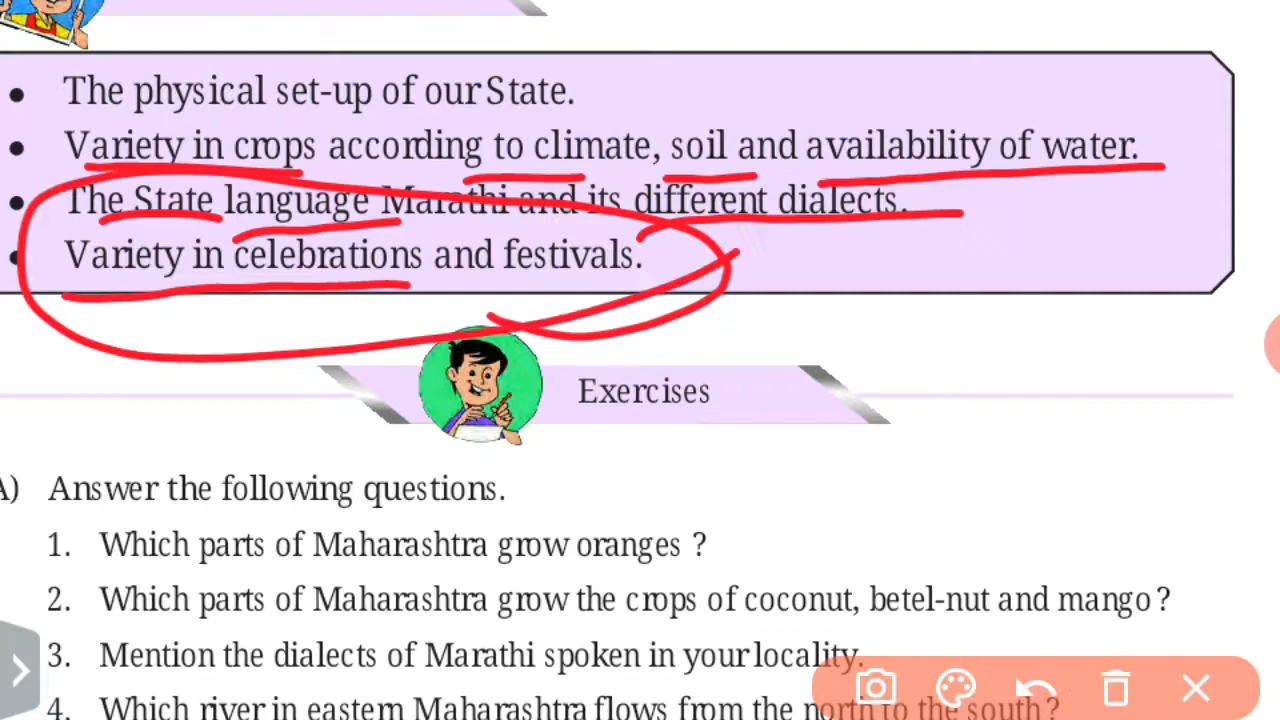 • The physical set-up of our State.
• Variety in crops according to climate, soil and availability of water.
• The State language Marathi and its different dialects.
• Variety in celebrations and festivals.
Exercises
A) Answer the following questions.
1. Which parts of Maharashtra grow oranges ?
2. Which parts of Maharashtra grow the crops of coconut, betel-nut and mango ?
3. Mention the dialects of Marathi spoken in your locality.
4. Which river in eastern Maharashtra flows from the north to the south ?